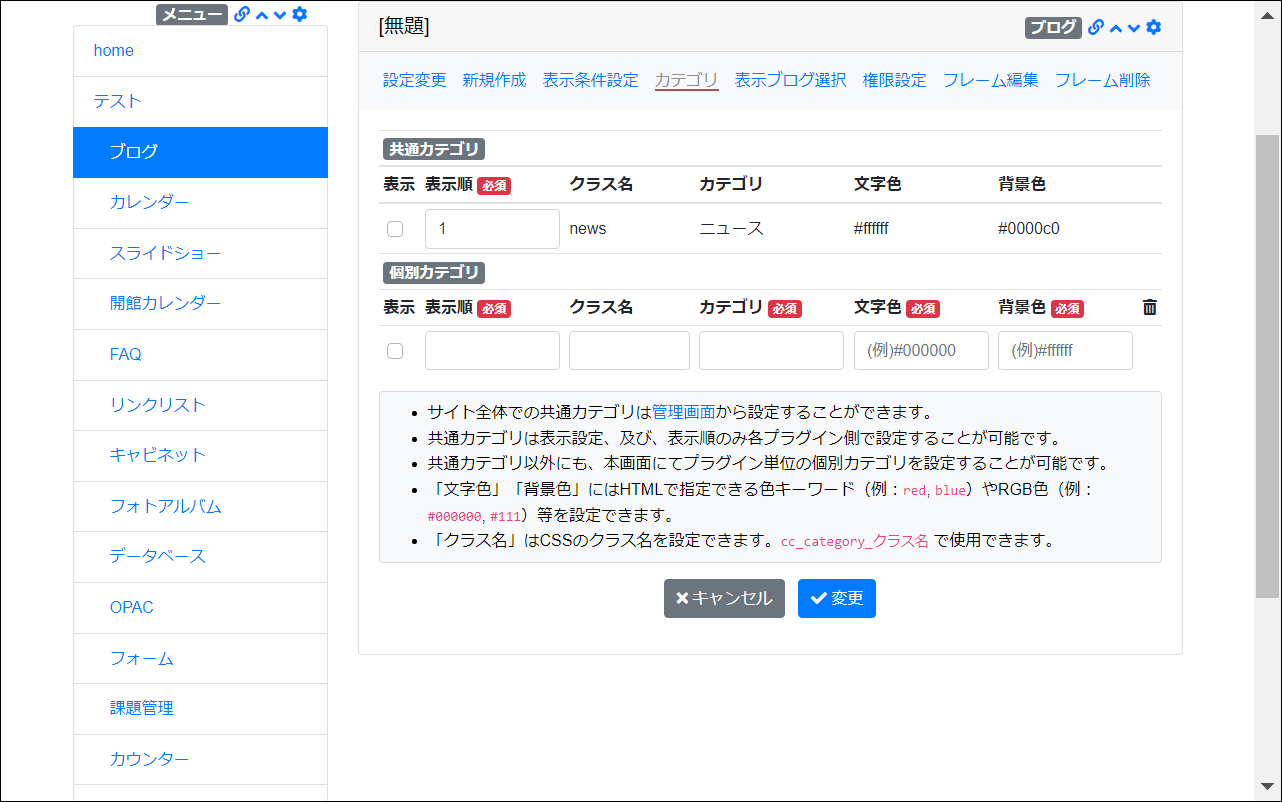 メニュー
home
テスト
ブログ
カレンダー
スライドショー
開館カレンダー
FAQ
リンクリスト
キャビネット
フォトアルバム
データベース
OPAC
フォーム
課題管理
カウンター
[無題] ブログ
設定変更 新規作成 表示条件設定 カテゴリ 表示ブログ選択 権限設定 フレーム編集 フレーム削除
共通カテゴリ
表示 表示順 必須 クラス名 カテゴリ 文字色 背景色
1 news ニュース #ffffff #0000c0
個別カテゴリ
表示 表示順 必須 クラス名 カテゴリ 必須 文字色 必須 背景色 必須
(例)#000000 (例)#ffffff
• サイト全体での共通カテゴリは管理画面から設定することができます。
• 共通カテゴリは表示設定、及び、表示順のみ各プラグイン側で設定することが可能です。
• 共通カテゴリ以外にも、本画面にてプラグイン単位の個別カテゴリを設定することが可能です。
• 「文字色」「背景色」にはHTMLで指定できる色キーワード（例：red, blue）やRGB色（例：
#000000, #111）等を設定できます。
• 「クラス名」はCSSのクラス名を設定できます。cc_category_クラス名 で使用できます。
キャンセル 変更